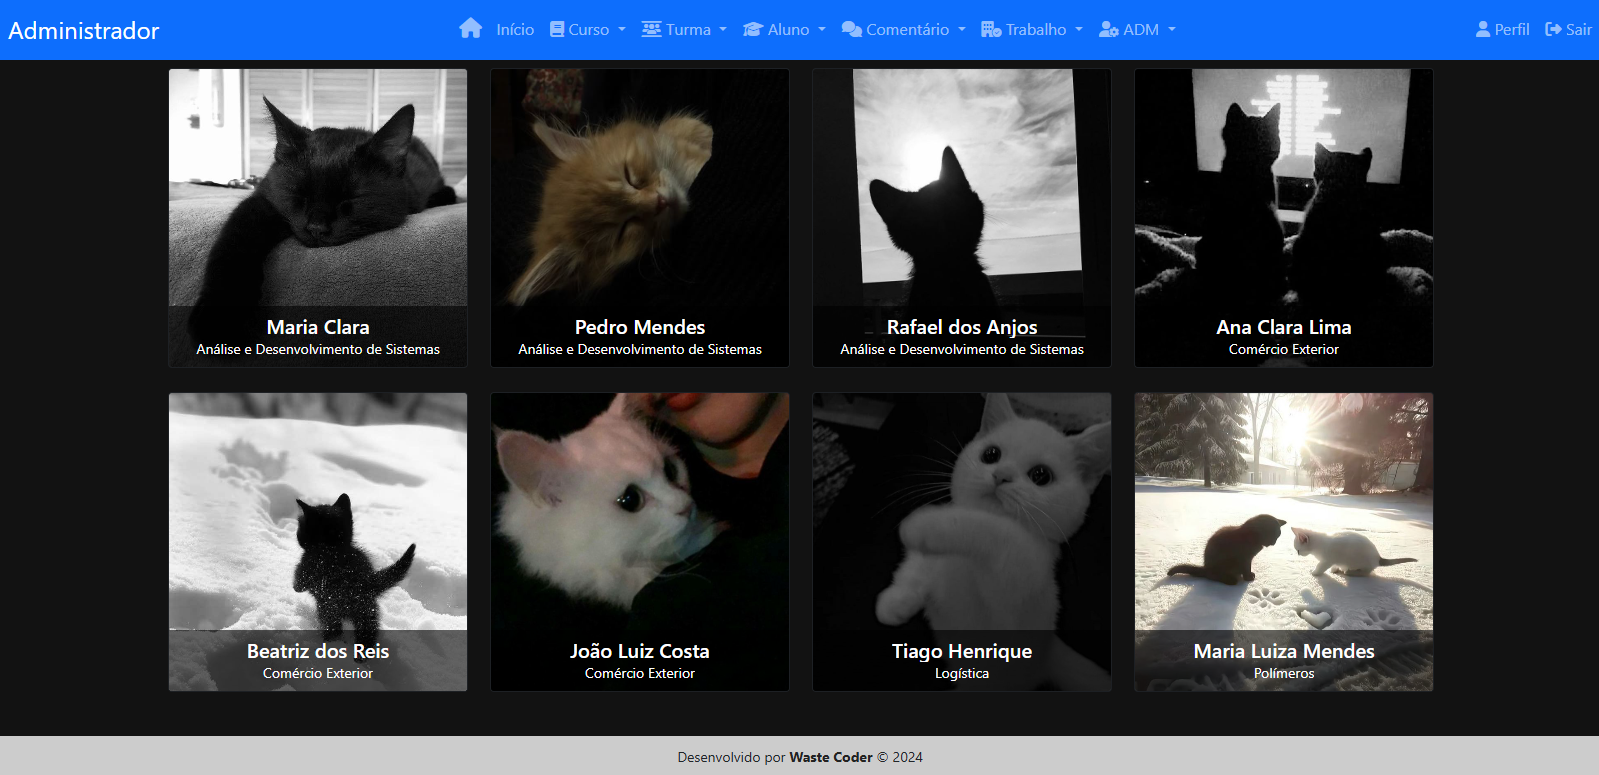 Administrador Início Curso Turma Aluno Comentário Trabalho ADM Perfil Sair
Maria Clara
Análise e Desenvolvimento de Sistemas
Pedro Mendes
Análise e Desenvolvimento de Sistemas
Rafael dos Anjos
Análise e Desenvolvimento de Sistemas
Ana Clara Lima
Comércio Exterior
Beatriz dos Reis
Comércio Exterior
João Luiz Costa
Comércio Exterior
Tiago Henrique
Logística
Maria Luiza Mendes
Polímeros
Desenvolvido por Waste Coder © 2024